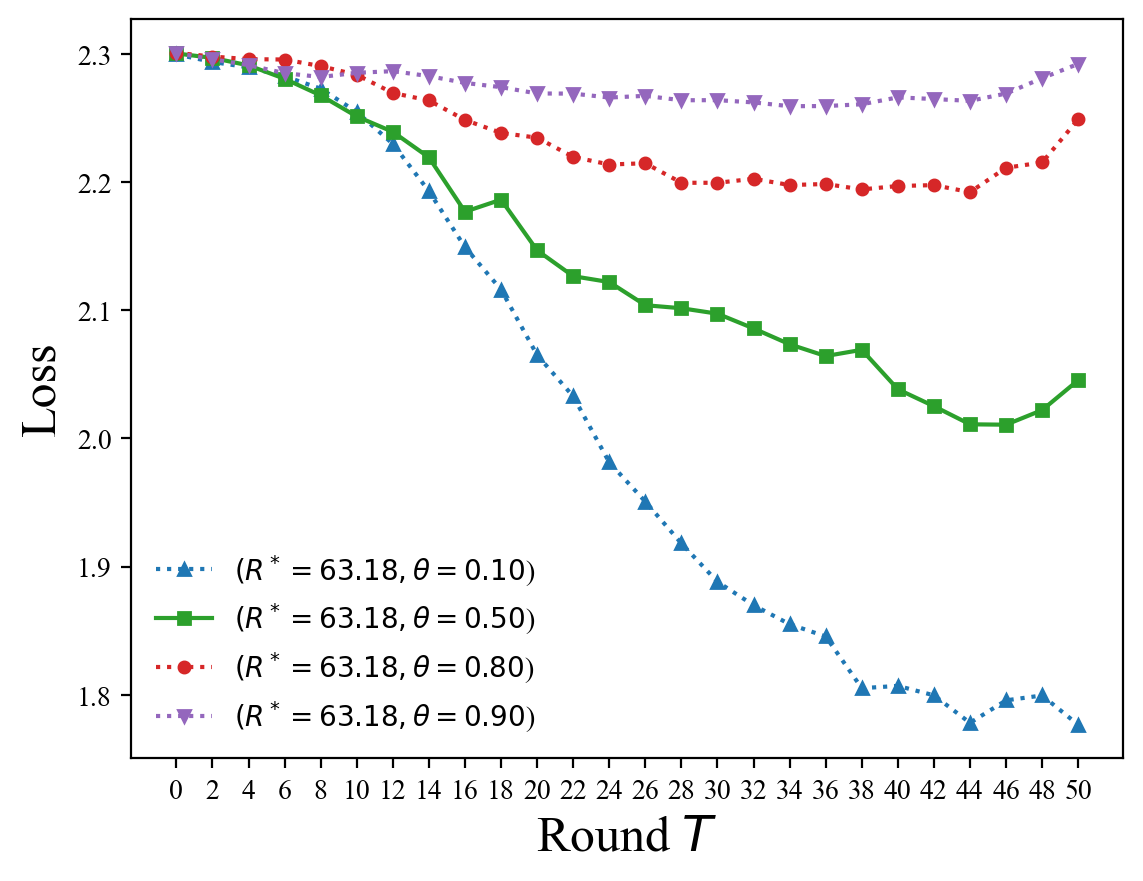 2.3
2.2
2.1
2.0
1.9
1.8
Loss
(R* = 63.18, θ = 0.10)
(R* = 63.18, θ = 0.50)
(R* = 63.18, θ = 0.80)
(R* = 63.18, θ = 0.90)
0 2 4 6 8 10 12 14 16 18 20 22 24 26 28 30 32 34 36 38 40 42 44 46 48 50
Round T